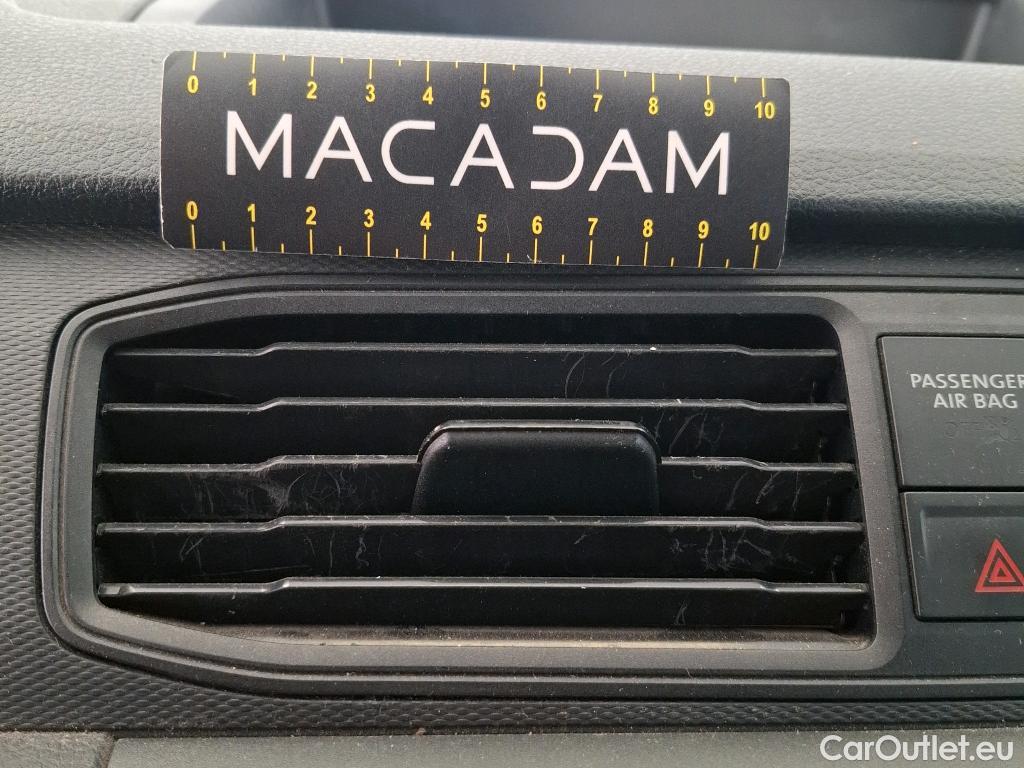 0 1 2 3 4 5 6 7 8 9 10
MACADAM
0 1 2 3 4 5 6 7 8 9 10
PASSENGER
AIR BAG
CarOutlet.eu